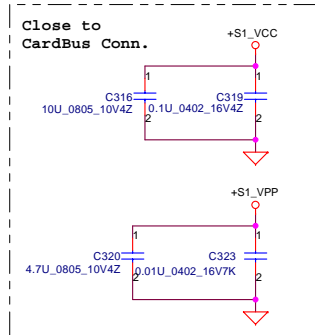 Close to
CardBus Conn.
+S1_VCC
1
1
C316
C319
10U_0805_10V4Z
0.1U_0402_16V4Z
2
2
+S1_VPP
1
1
C320
C323
4.7U_0805_10V4Z
0.01U_0402_16V7K
2
2